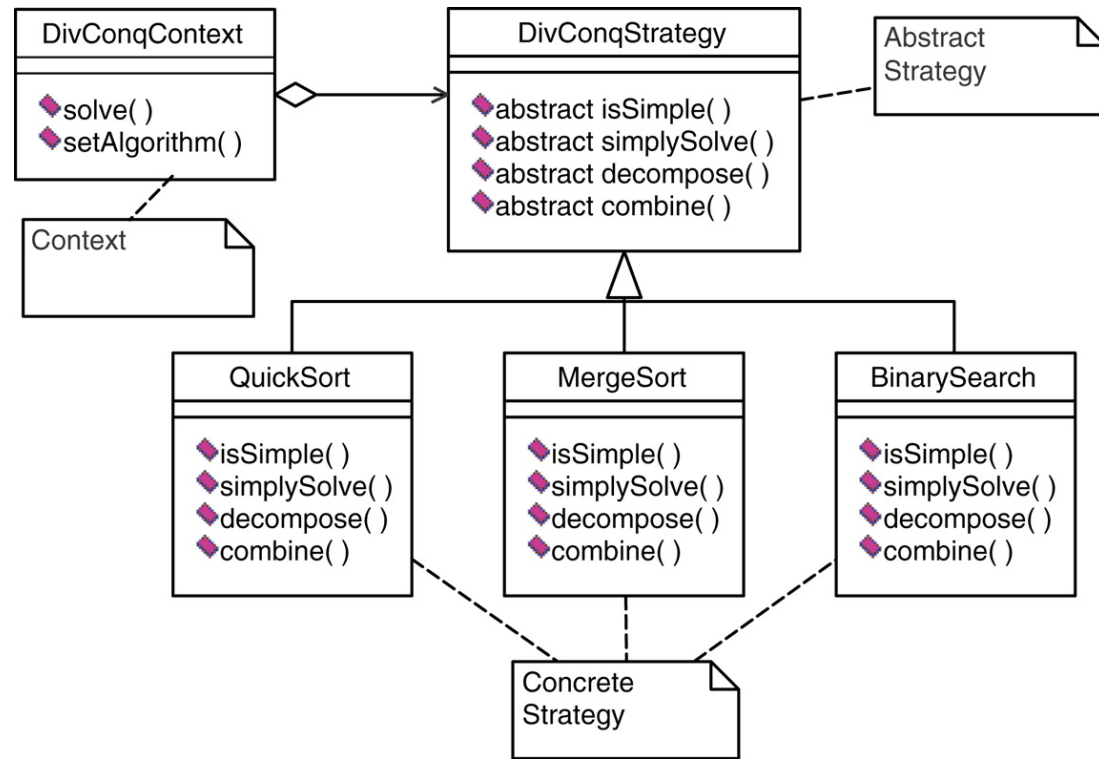 DivConqContext
solve( )
setAlgorithm( )
Context
DivConqStrategy
abstract isSimple( )
abstract simplySolve( )
abstract decompose( )
abstract combine( )
Abstract
Strategy
QuickSort
isSimple( )
simplySolve( )
decompose( )
combine( )
MergeSort
isSimple( )
simplySolve( )
decompose( )
combine( )
BinarySearch
isSimple( )
simplySolve( )
decompose( )
combine( )
Concrete
Strategy